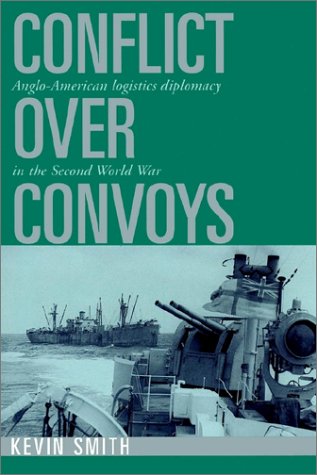 CONFLICT
Anglo-American logistics diplomacy
OVER
in the Second World War
CONVOYS
KEVIN SMITH